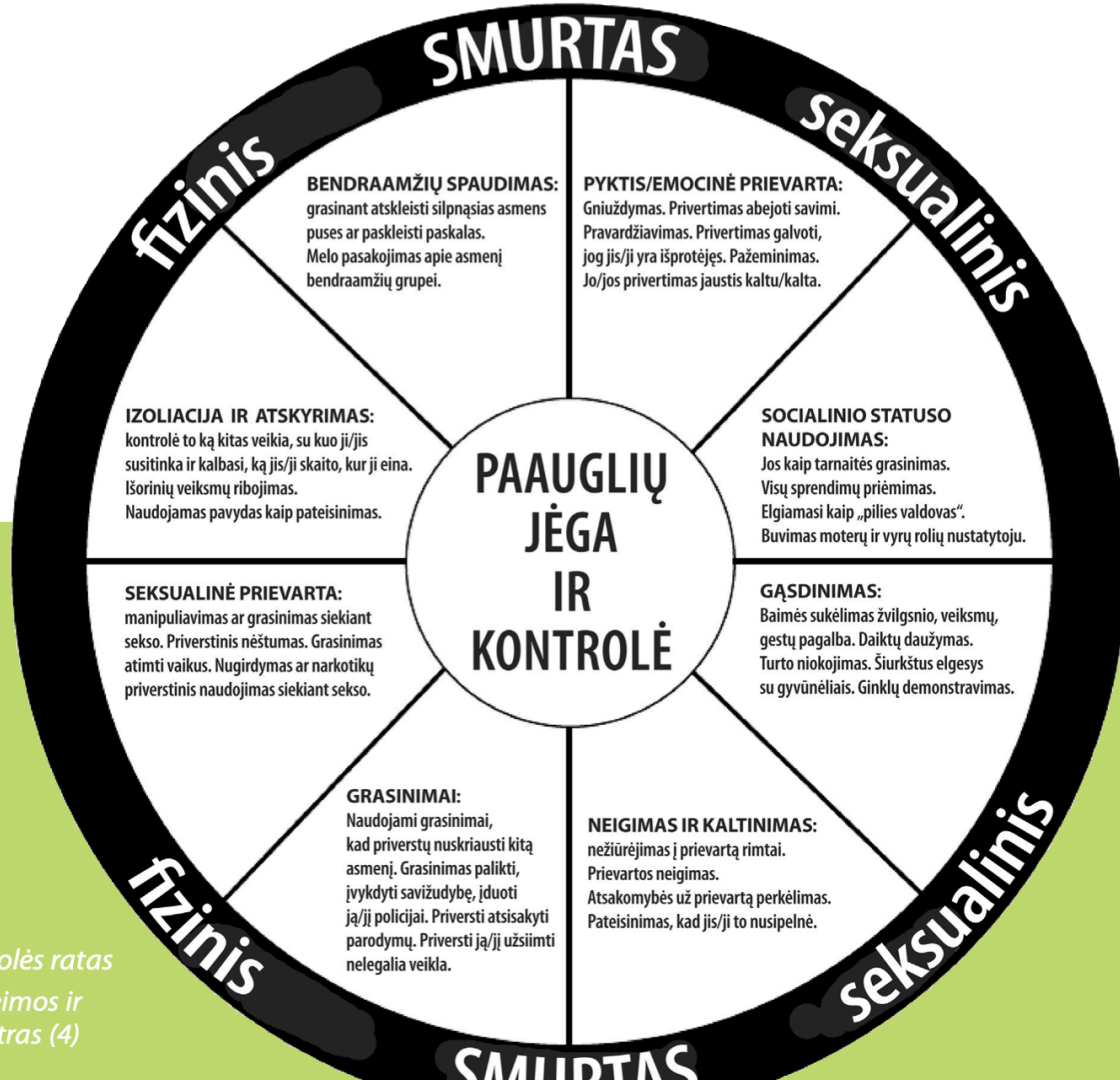 SMURTAS
fizinis
seksualinis
BENDRAAMŽIŲ SPAUDIMAS:
grasinant atskleisti silpnąsias asmens
puses ar paskleisti paskalas.
Melo pasakojimas apie asmenį
bendraamžių grupei.
PYKTIS/EMOCINĖ PRIEVARTA:
Gniuždymas. Privertimas abejoti savimi.
Pravardžiavimas. Privertimas galvoti,
jog jis/ji yra išprotėjęs. Pažeminimas.
Jo/jos privertimas jaustis kaltu/kalta.
IZOLIACIJA IR ATSKYRIMAS:
kontrolė to ką kitas veikia, su kuo ji/jis
susitinka ir kalbasi, ką jis/ji skaito, kur ji eina.
Išorinių veiksmų ribojimas.
Naudojamas pavydas kaip pateisinimas.
SOCIALINIO STATUSO
NAUDOJIMAS:
Jos kaip tarnaitės grasinimas.
Visų sprendimų priėmimas.
Elgiamasi kaip „pilies valdovas“.
Buvimas moterų ir vyrų rolių nustatytoju.
PAAUGLIŲ
JĖGA
IR
KONTROLĖ
SEKSUALINĖ PRIEVARTA:
manipuliavimas ar grasinimas siekiant
sekso. Priverstinis nėštumas. Grasinimas
atimti vaikus. Nugirdymas ar narkotikų
priverstinis naudojimas siekiant sekso.
GĄSDINIMAS:
Baimės sukėlimas žvilgsnio, veiksmų,
gestų pagalba. Daiktų daužymas.
Turto niokojimas. Šiurkštus elgesys
su gyvūnėliais. Ginklų demonstravimas.
GRASINIMAI:
Naudojami grasinimai,
kad priverstų nuskriausti kitą
asmenį. Grasinimas palikti,
įvykdyti savižudybę, įduoti
ją/jį policijai. Priversti atsisakyti
parodymų. Priversti ją/jį užsiimti
nelegalia veikla.
NEIGIMAS IR KALTINIMAS:
nežiūrėjimas į prievartą rimtai.
Prievartos neigimas.
Atsakomybės už prievartą perkėlimas.
Pateisinimas, kad jis/ji to nusipelnė.
fizinis
seksualinis
SMURTAS
olės ratas
eimos ir
tras (4)